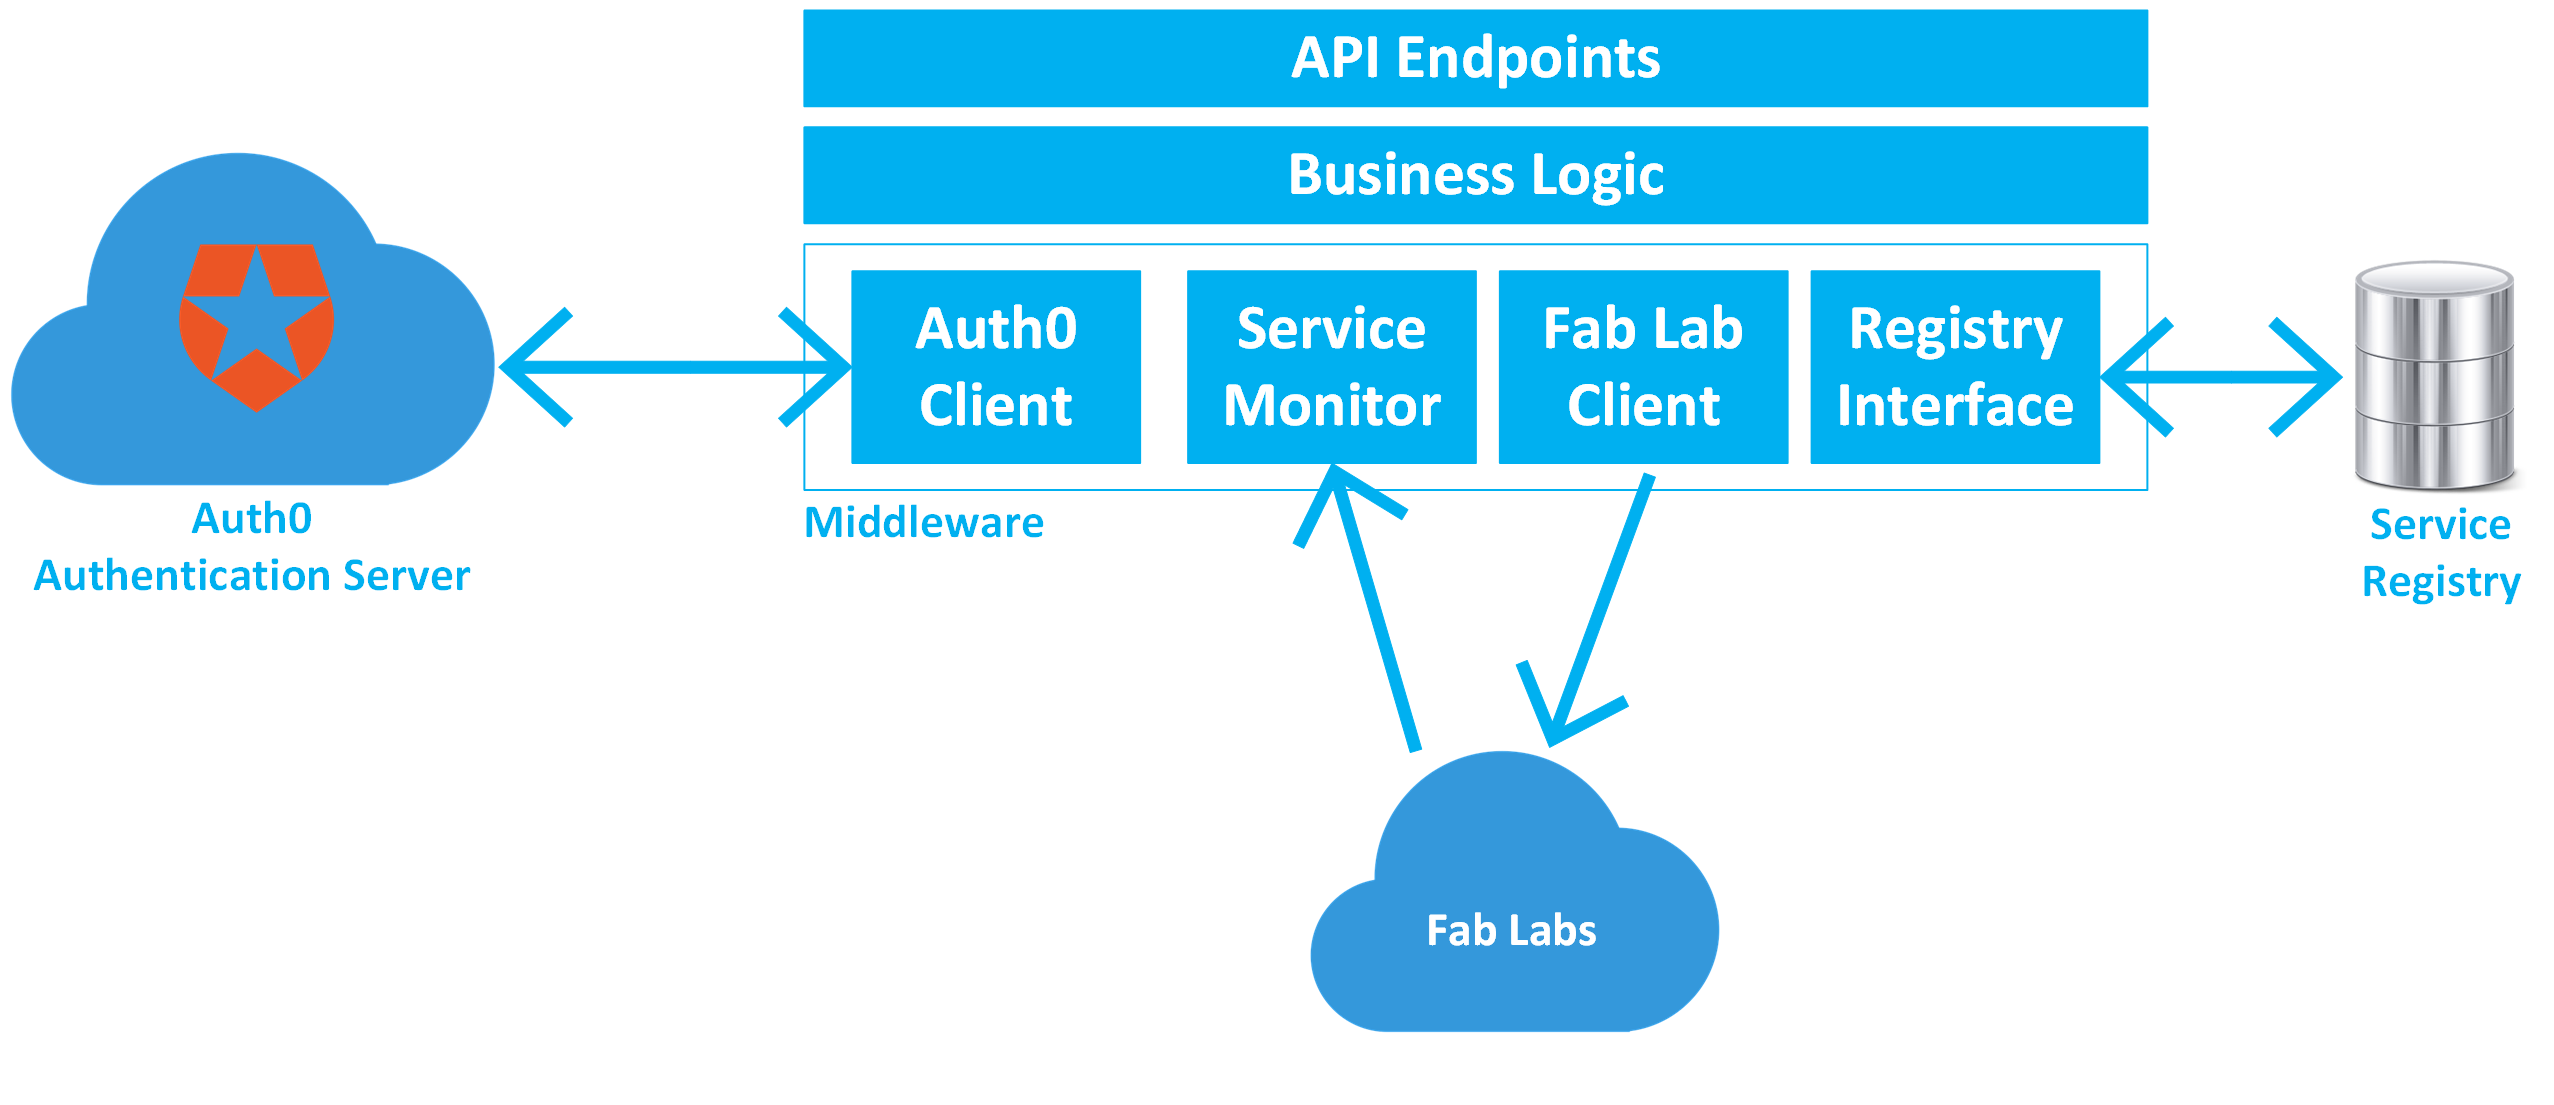 API Endpoints
Business Logic
Auth0
Client
Service
Monitor
Fab Lab
Client
Registry
Interface
Middleware
Auth0
Authentication Server
Service
Registry
Fab Labs